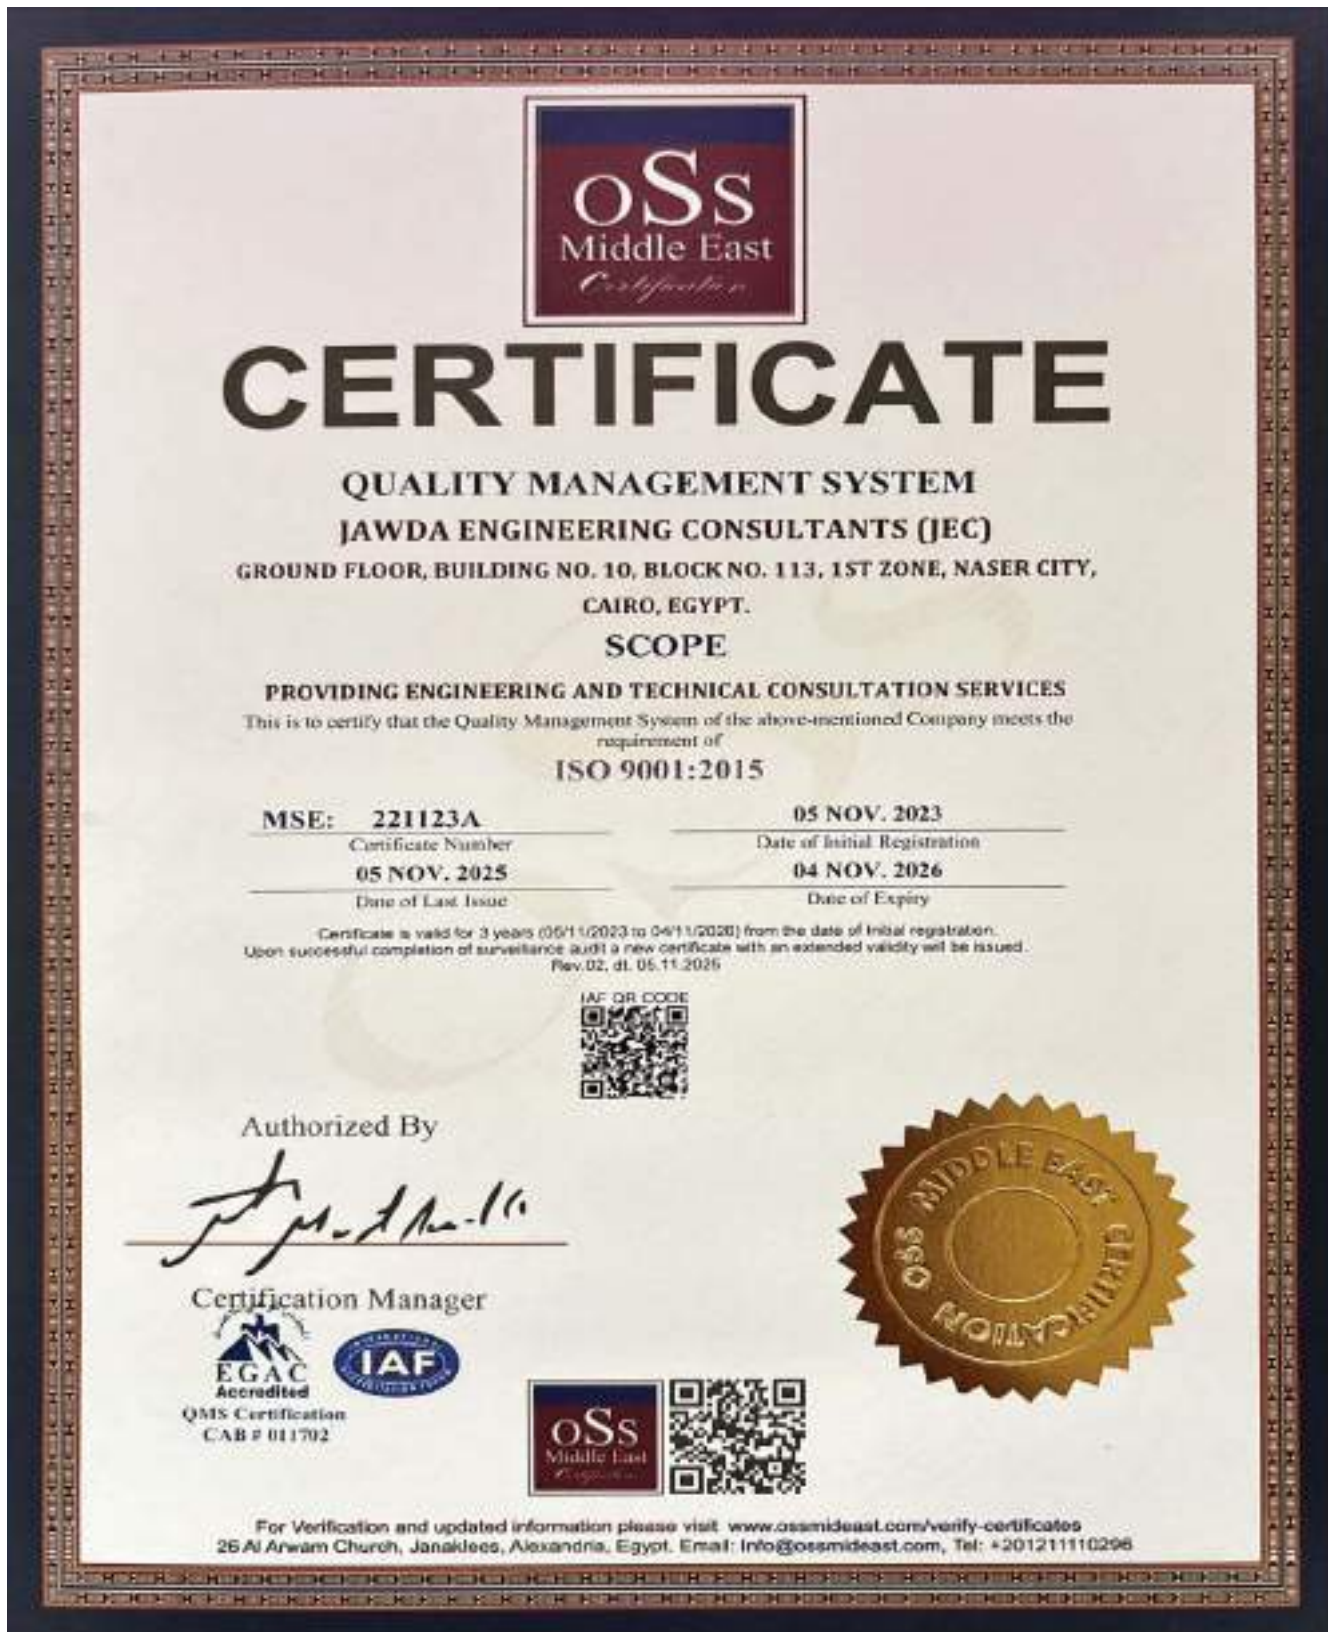 oSs
Middle East
Certification
CERTIFICATE
QUALITY MANAGEMENT SYSTEM
JAWDA ENGINEERING CONSULTANTS (JEC)
GROUND FLOOR, BUILDING NO. 10, BLOCK NO. 113, 1ST ZONE, NASER CITY,
CAIRO, EGYPT.
SCOPE
PROVIDING ENGINEERING AND TECHNICAL CONSULTATION SERVICES
This is to certify that the Quality Management System of the above-mentioned Company meets the
requirement of
ISO 9001:2015
MSE: 221123A
Certificate Number
05 NOV. 2023
Date of Initial Registration
05 NOV. 2025
Date of Last Issue
04 NOV. 2026
Date of Expiry
Certificate is valid for 3 years (05/11/2023 to 04/11/2026) from the date of Initial registration.
Upon successful completion of surveillance audit a new certificate with an extended validity will be issued.
Rev.02, dt. 05.11.2025
IAF QR CODE
Authorized By
Certification Manager
EGAC
Accredited
QMS Certification
CAB # 011702
IAF
OSS MIDDLE EAST CERTIFICATION
oSs
Middle East
Certification
For Verification and updated information please visit www.ossmideast.com/verify-certificates
26 Al Arwam Church, Janaklees, Alexandria, Egypt. Email: Info@ossmideast.com, Tel: +201211110296